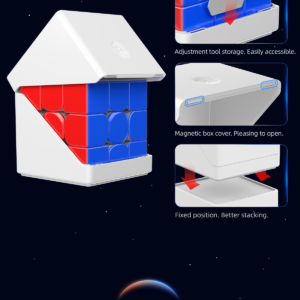 Adjustment tool storage. Easily accessible.
Magnetic box cover. Pleasing to open.
Fixed position. Better stacking.